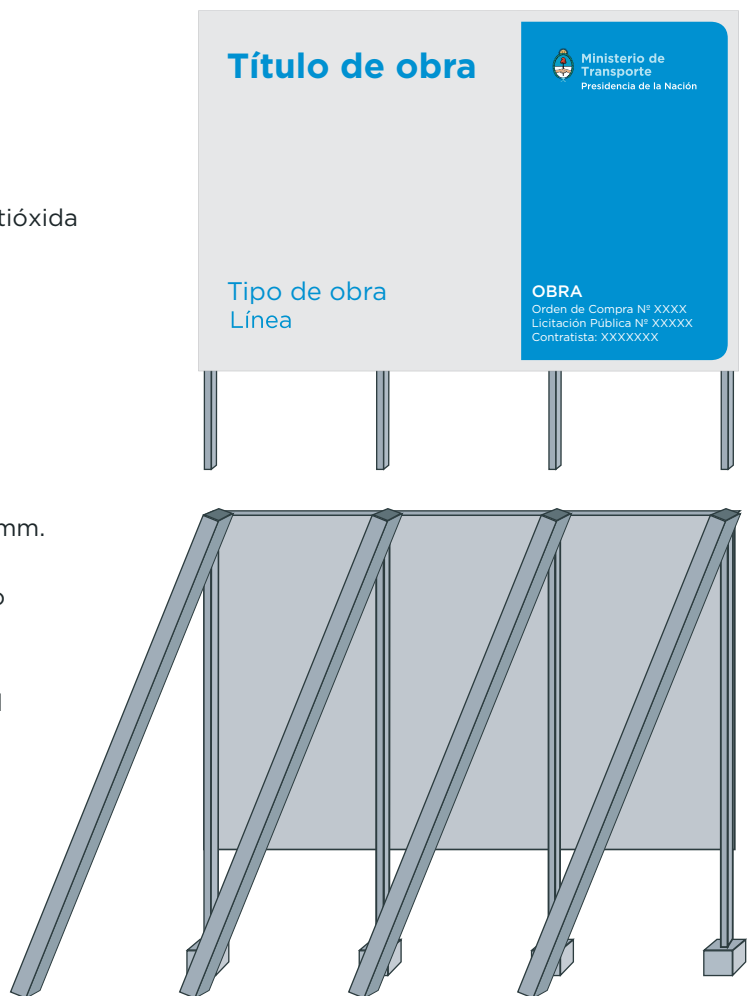 Título de obra
Ministerio de
Transporte
Presidencia de la Nación
tióxida
Tipo de obra
Línea
OBRA
Orden de Compra Nº XXXX
Licitación Pública Nº XXXXX
Contratista: XXXXXXX
mm.